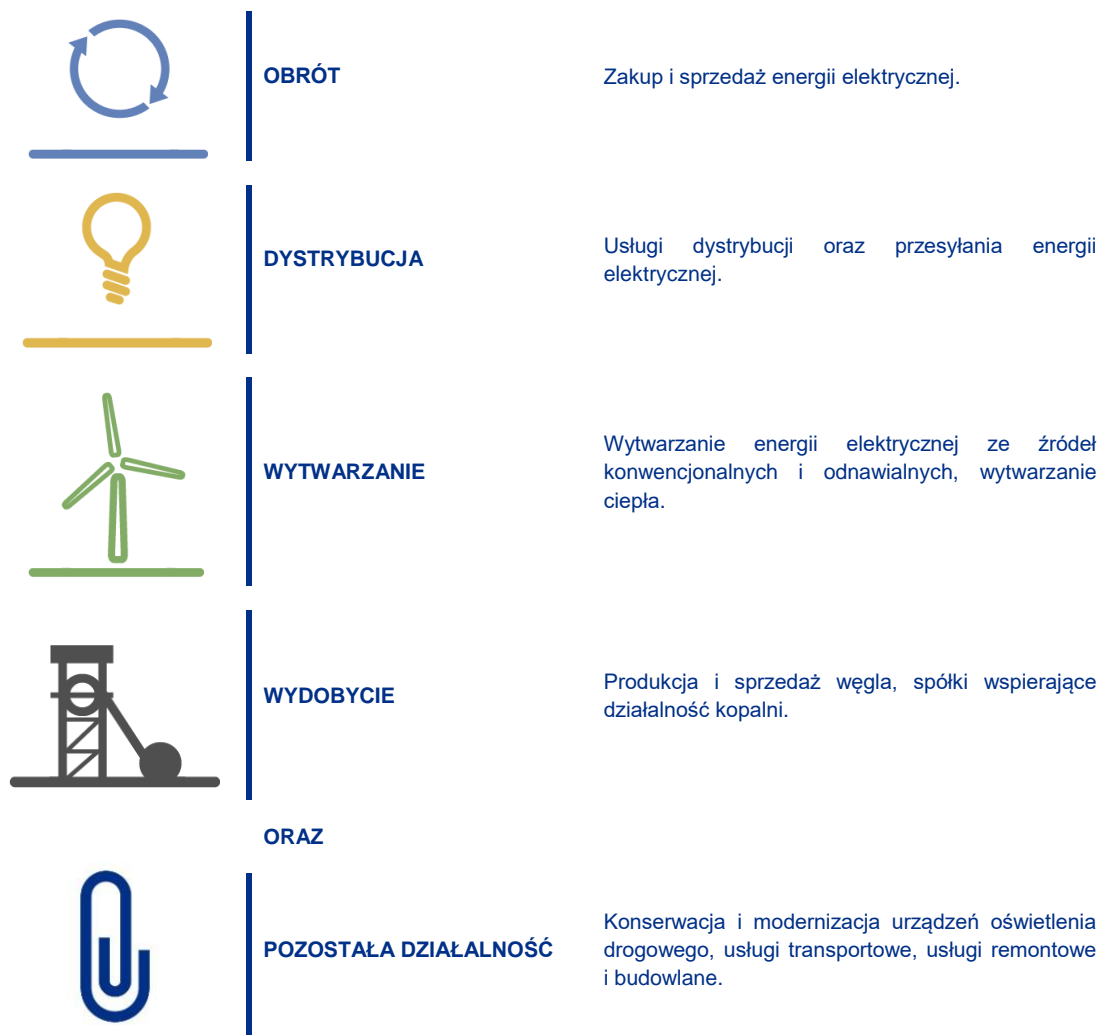 OBRÓT
Zakup i sprzedaż energii elektrycznej.
DYSTRYBUCJA
Usługi dystrybucji oraz przesyłania energii
elektrycznej.
WYTWARZANIE
Wytwarzanie energii elektrycznej ze źródeł
konwencjonalnych i odnawialnych, wytwarzanie
ciepła.
WYDOBYCIE
Produkcja i sprzedaż węgla, spółki wspierające
działalność kopalni.
ORAZ
POZOSTAŁA DZIAŁALNOŚĆ
Konserwacja i modernizacja urządzeń oświetlenia
drogowego, usługi transportowe, usługi remontowe
i budowlane.